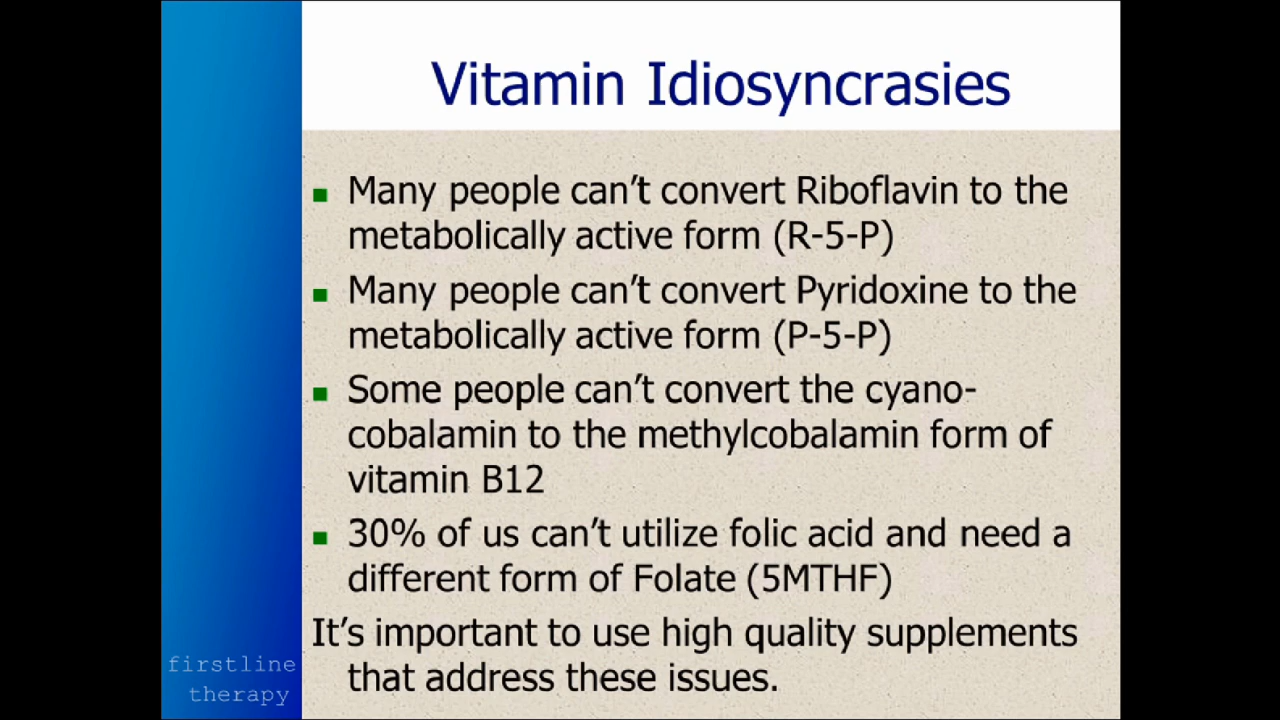 Vitamin Idiosyncrasies
Many people can't convert Riboflavin to the
metabolically active form (R-5-P)
Many people can't convert Pyridoxine to the
metabolically active form (P-5-P)
Some people can't convert the cyano-
cobalamin to the methylcobalamin form of
vitamin B12
30% of us can't utilize folic acid and need a
different form of Folate (5MTHF)
It's important to use high quality supplements
that address these issues.
firstline
therapy